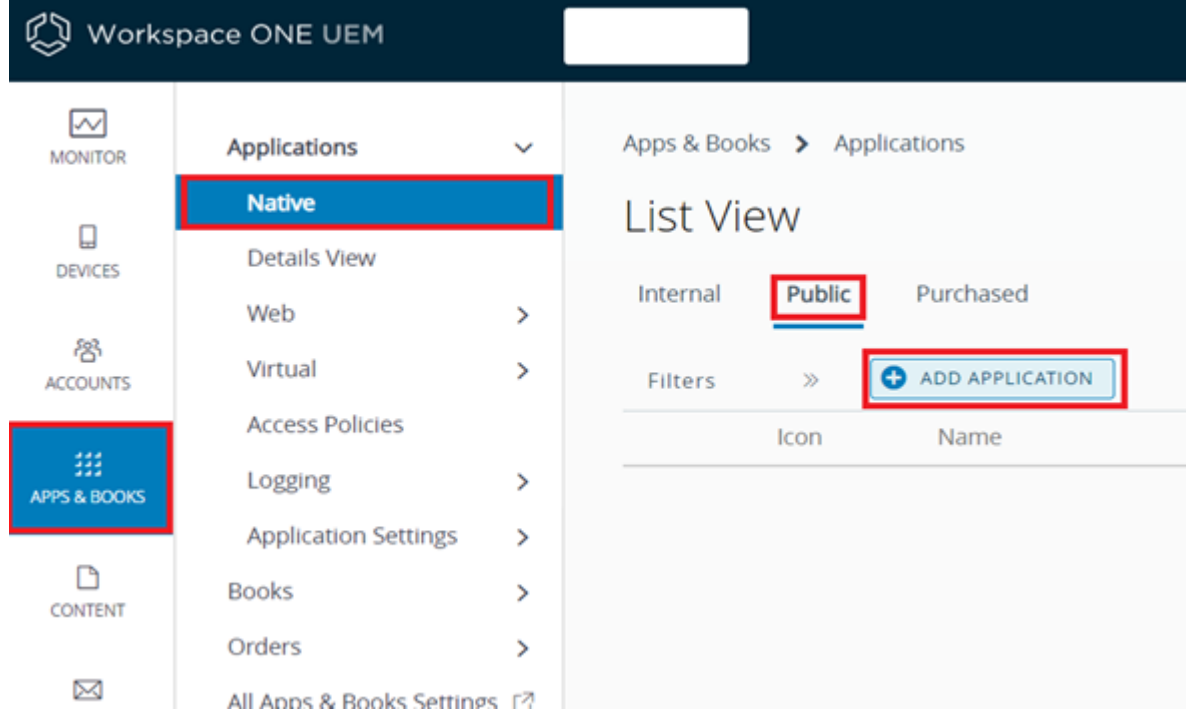 Workspace ONE UEM
MONITOR
DEVICES
ACCOUNTS
APPS & BOOKS
CONTENT
Applications
Native
Details View
Web
Virtual
Access Policies
Logging
Application Settings
Books
Orders
All Apps & Books Settings
Apps & Books > Applications
List View
Internal Public Purchased
Filters » ADD APPLICATION
Icon Name